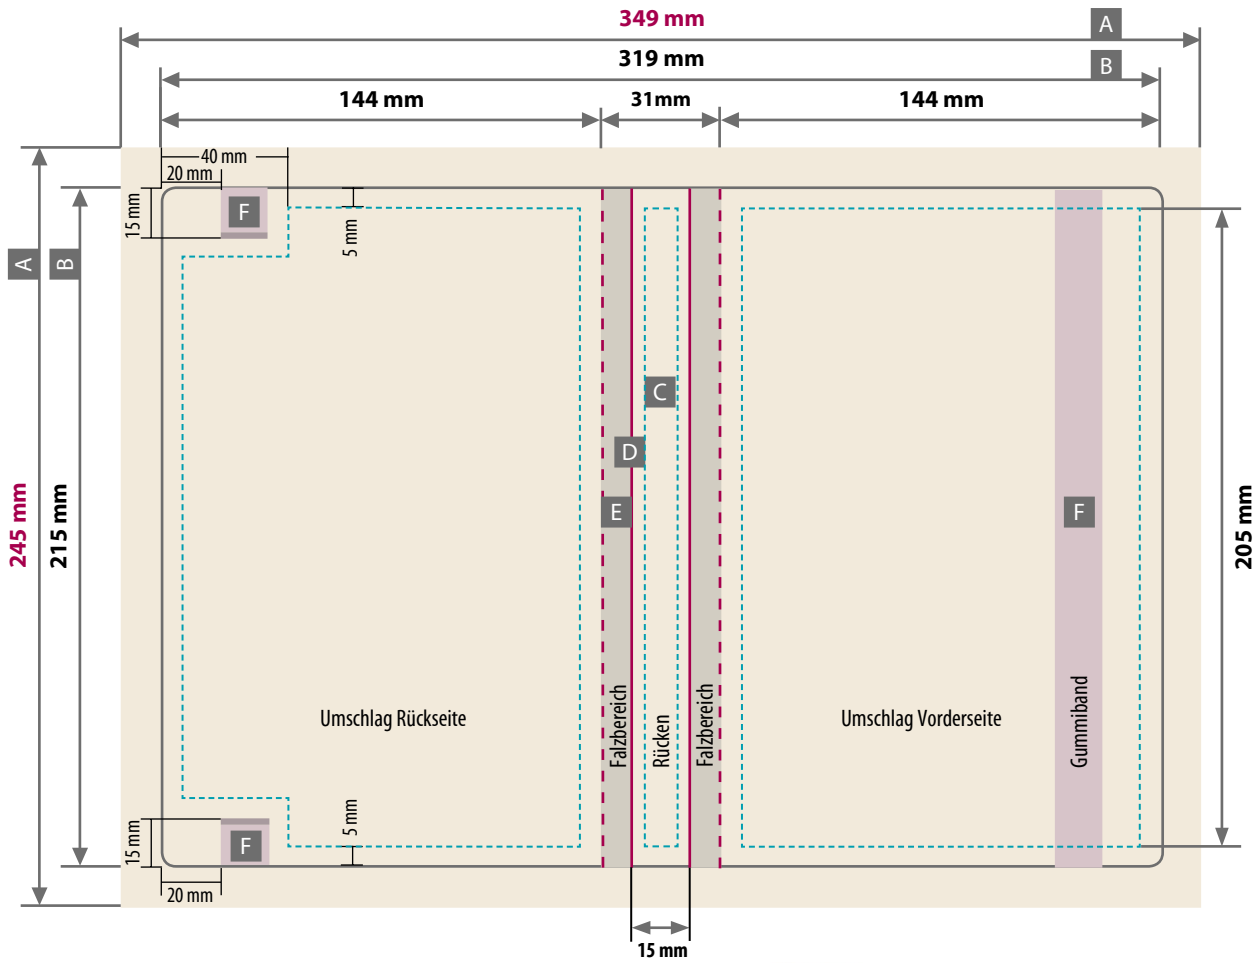 349 mm
A
319 mm
B
144 mm
31mm
144 mm
40 mm
20 mm
15 mm
F
5 mm
A
B
C
D
E
F
245 mm
215 mm
205 mm
Umschlag Rückseite
Falzbereich
Rücken
Falzbereich
Umschlag Vorderseite
Gummiband
15 mm
F
5 mm
20 mm
15 mm